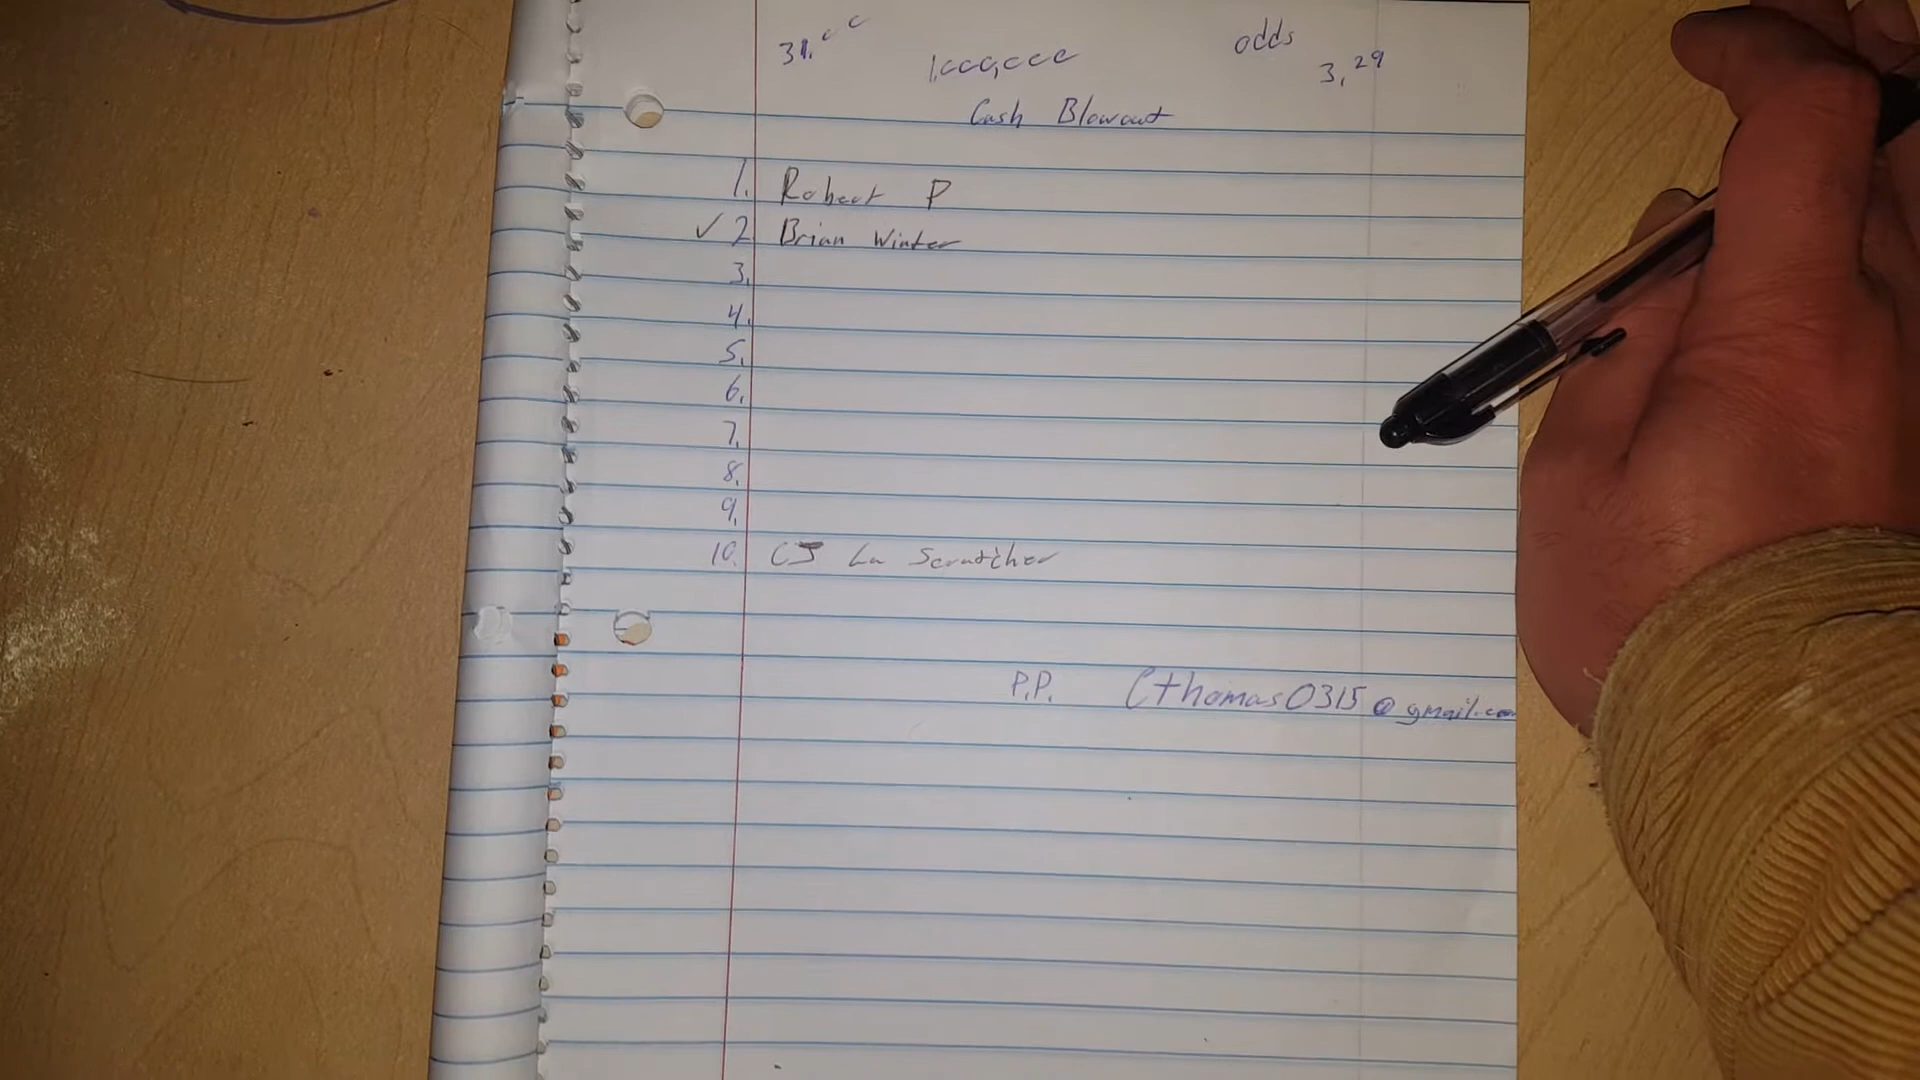 31.00 1,000,000 odds 3,29
Cash Blowout
1. Robert P
✓ 2 Brian Winter
3.
4.
5.
6.
7.
8.
9.
10. CJ La Scratcher
P.P. Cthomas0315@gmail.com